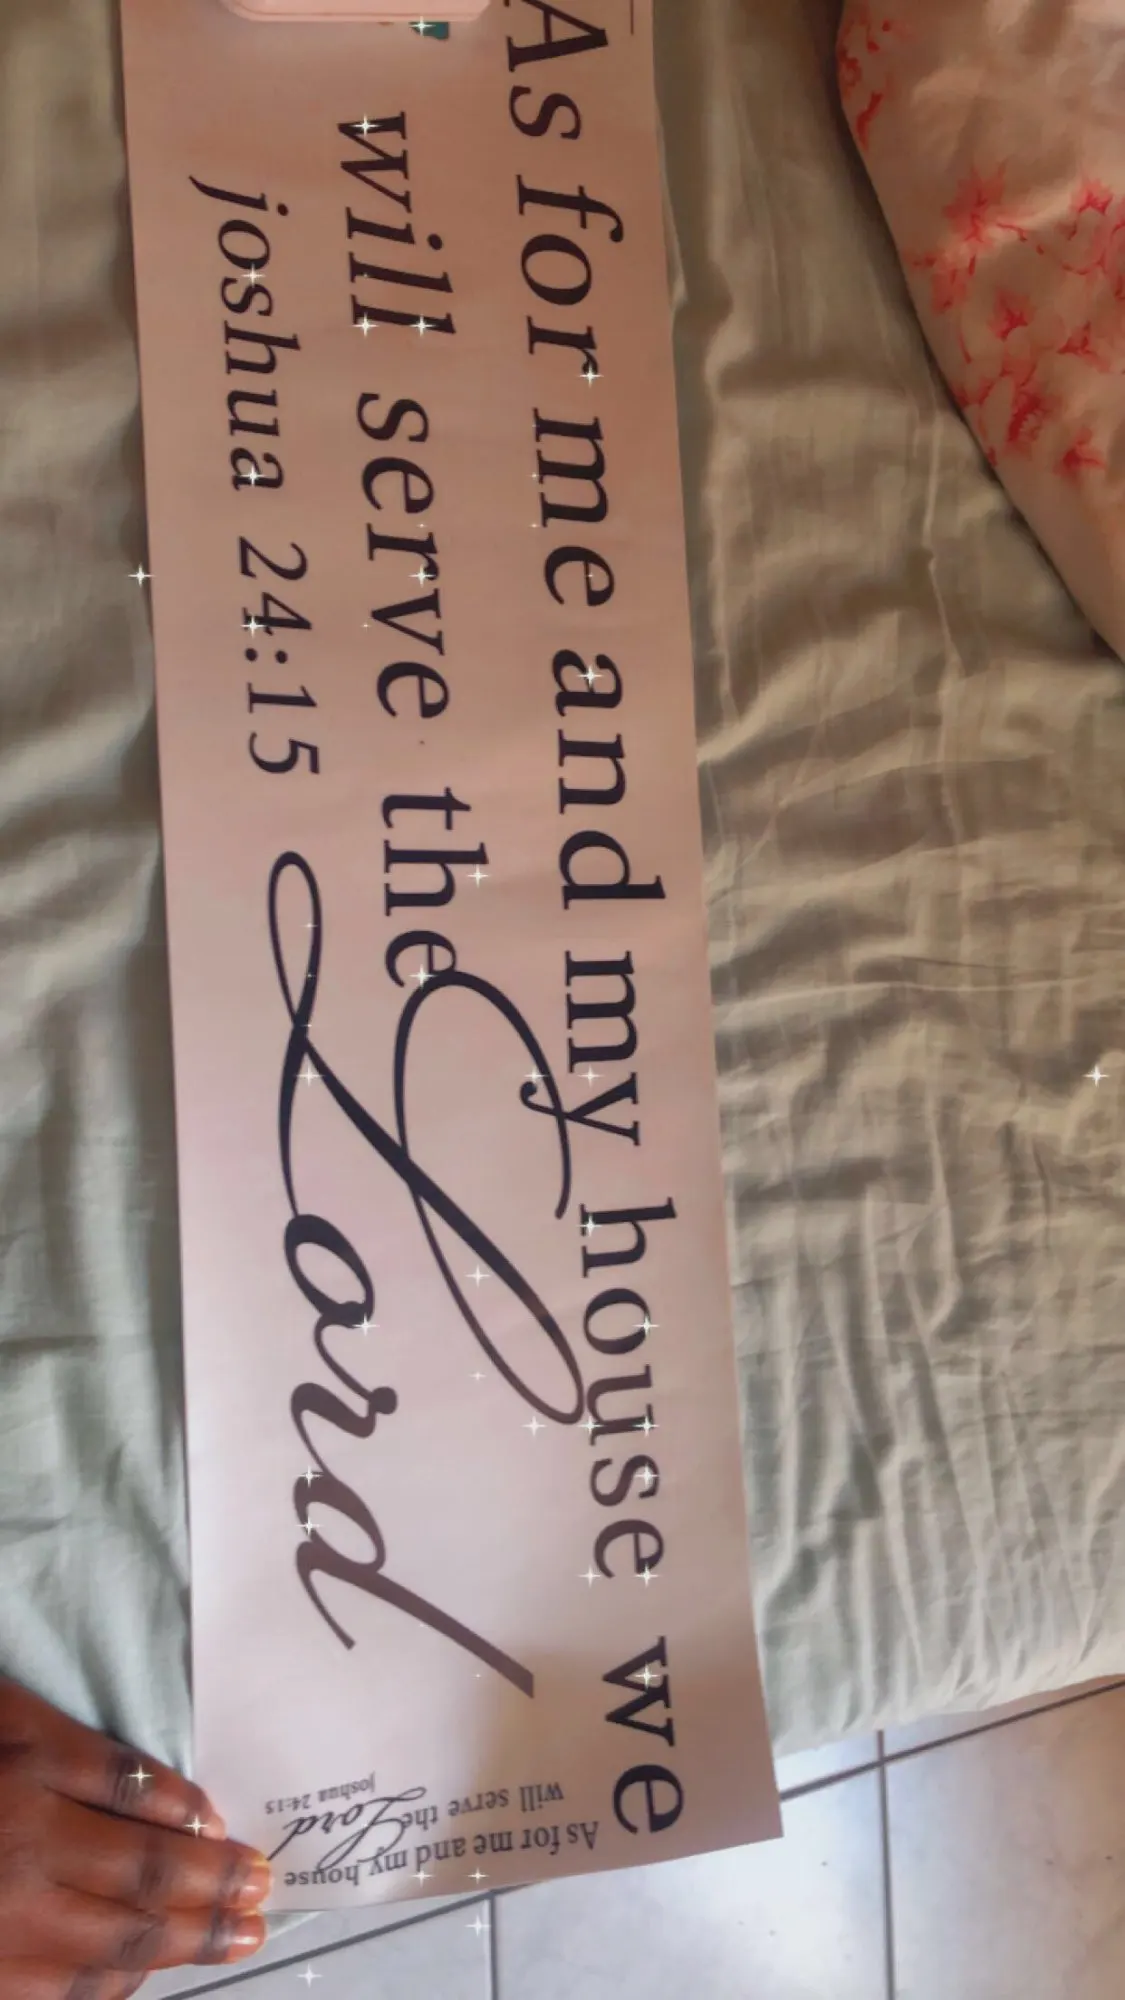 As for me and my house we
will serve the Lord
joshua 24:15
As for me and my house
will serve the Lord
joshua 24:15